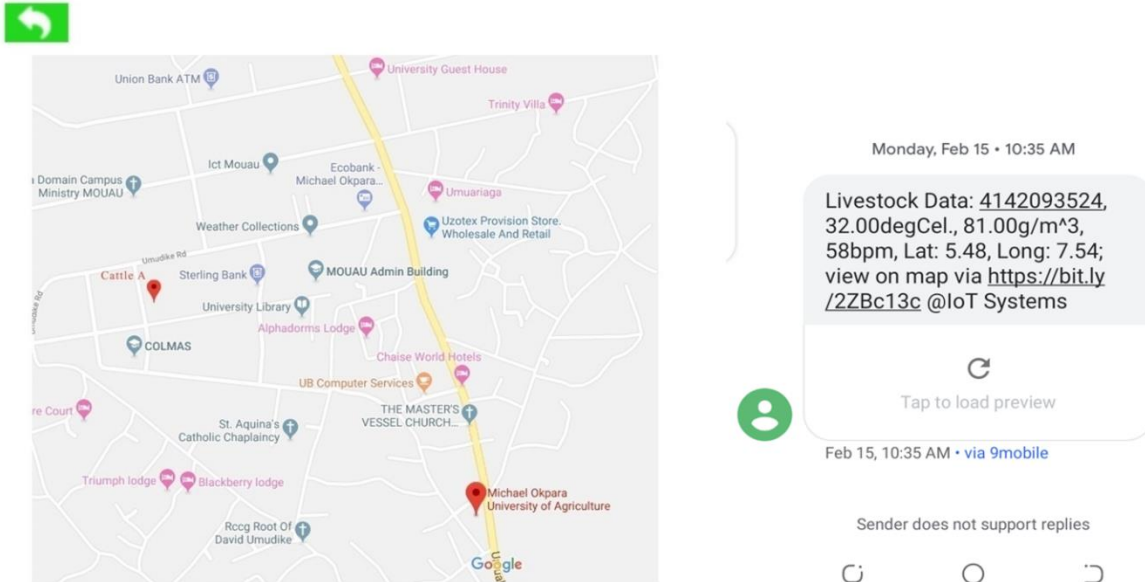 University Guest House
Union Bank ATM
Trinity Villa
Ict Mouau
Ecobank -
Michael Okpara...
Domain Campus
Ministry MOUAU
Umuariaga
Uzotex Provision Store.
Wholesale And Retail
Weather Collections
Umudike Rd
Cattle A
Sterling Bank
MOUAU Admin Building
University Library
Alphadorms Lodge
COLMAS
Chaise World Hotels
UB Computer Services
re Court
THE MASTER'S
VESSEL CHURCH...
St. Aquina's
Catholic Chaplaincy
Triumph lodge
Blackberry lodge
Michael Okpara
University of Agriculture
Rccg Root Of
David Umudike
Google
Monday, Feb 15 • 10:35 AM
Livestock Data: 4142093524,
32.00degCel., 81.00g/m^3,
58bpm, Lat: 5.48, Long: 7.54;
view on map via https://bit.ly
/2ZBc13c @IoT Systems
Tap to load preview
Feb 15, 10:35 AM • via 9mobile
Sender does not support replies